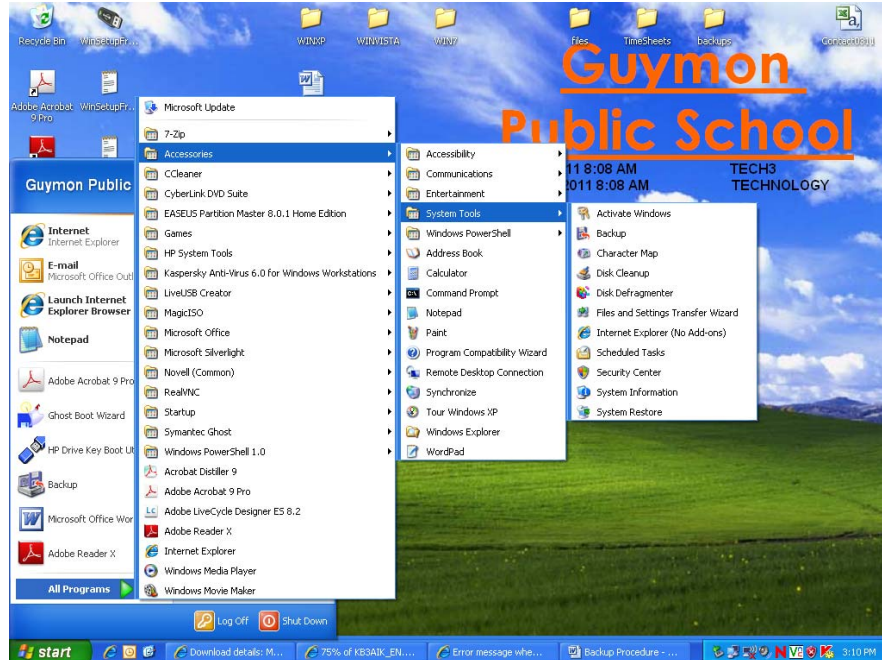 Recycle Bin
WinSetupFr...
WINXP
WINVISTA
WIN7
files
TimeSheets
backups
Contact0311
Adobe Acrobat 9 Pro
WinSetupFr...
Guymon
Public School
11 8:08 AM
TECH3
2011 8:08 AM
TECHNOLOGY
Guymon Public
Internet
Internet Explorer
E-mail
Microsoft Office Outl
Launch Internet
Explorer Browser
Notepad
Adobe Acrobat 9 Pro
Ghost Boot Wizard
HP Drive Key Boot Ut
Backup
Microsoft Office Wor
Adobe Reader X
All Programs
Log Off
Shut Down
Microsoft Update
7-Zip
Accessories
CCleaner
CyberLink DVD Suite
EASEUS Partition Master 8.0.1 Home Edition
Games
HP System Tools
Kaspersky Anti-Virus 6.0 for Windows Workstations
LiveUSB Creator
MagicISO
Microsoft Office
Microsoft Silverlight
Novell (Common)
RealVNC
Startup
Symantec Ghost
Windows PowerShell 1.0
Acrobat Distiller 9
Adobe Acrobat 9 Pro
Adobe LiveCycle Designer ES 8.2
Adobe Reader X
Internet Explorer
Windows Media Player
Windows Movie Maker
Accessibility
Communications
Entertainment
System Tools
Windows PowerShell
Address Book
Calculator
Command Prompt
Notepad
Paint
Program Compatibility Wizard
Remote Desktop Connection
Synchronize
Tour Windows XP
Windows Explorer
WordPad
Activate Windows
Backup
Character Map
Disk Cleanup
Disk Defragmenter
Files and Settings Transfer Wizard
Internet Explorer (No Add-ons)
Scheduled Tasks
Security Center
System Information
System Restore
start
Download details: M...
75% of KB3AIK_EN....
Error message whe...
Backup Procedure - ...
3:10 PM